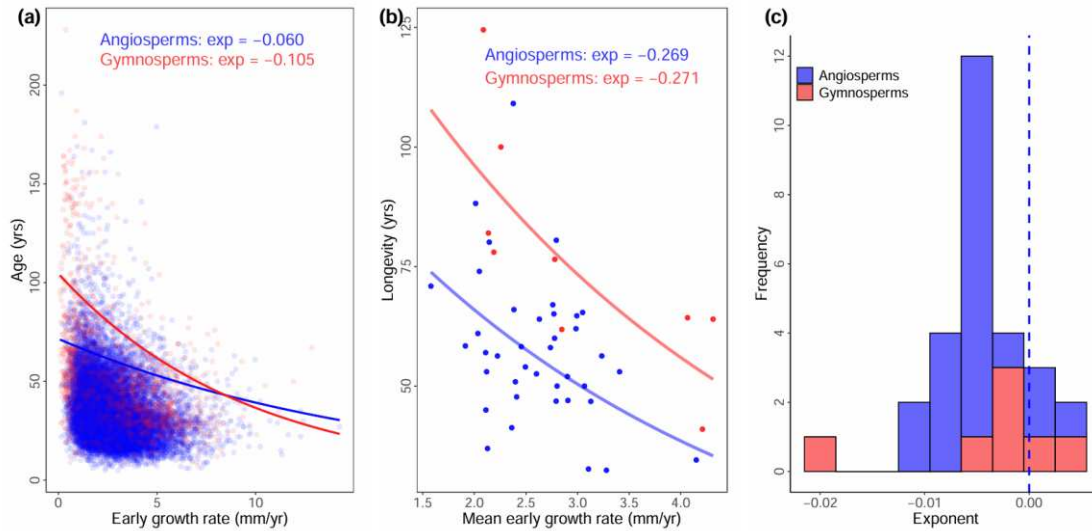 (a)
Angiosperms: exp = −0.060
Gymnosperms: exp = −0.105
Age (yrs)
200
150
100
50
0
0 5 10
Early growth rate (mm/yr)
(b)
Angiosperms: exp = −0.269
Gymnosperms: exp = −0.271
Longevity (yrs)
125
100
75
50
1.5 2.0 2.5 3.0 3.5 4.0
Mean early growth rate (mm/yr)
(c)
Angiosperms
Gymnosperms
Frequency
12
10
8
6
4
2
0
−0.02 −0.01 0.00
Exponent